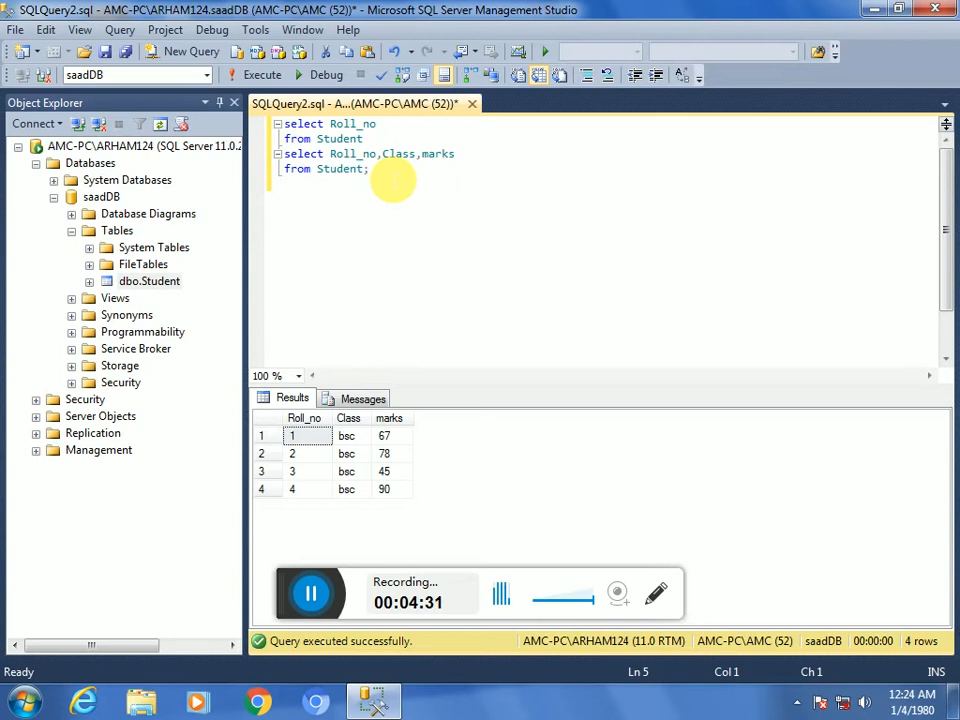 SQLQuery2.sql - AMC-PC\ARHAM124.saadDB (AMC-PC\AMC (52))* - Microsoft SQL Server Management Studio
File Edit View Query Project Debug Tools Window Help
New Query
saadDB Execute Debug
Object Explorer
SQLQuery2.sql - A...(AMC-PC\AMC (52))*
Connect
AMC-PC\ARHAM124 (SQL Server 11.0.2
Databases
System Databases
saadDB
Database Diagrams
Tables
System Tables
FileTables
dbo.Student
Views
Synonyms
Programmability
Service Broker
Storage
Security
Security
Server Objects
Replication
Management
select Roll_no
from Student
select Roll_no,Class,marks
from Student;
100 %
Results Messages
Roll_no Class marks
1 1 bsc 67
2 2 bsc 78
3 3 bsc 45
4 4 bsc 90
Recording...
00:04:31
Query executed successfully. AMC-PC\ARHAM124 (11.0 RTM) AMC-PC\AMC (52) saadDB 00:00:00 4 rows
Ready Ln 5 Col 1 Ch 1 INS
12:24 AM
1/4/1980